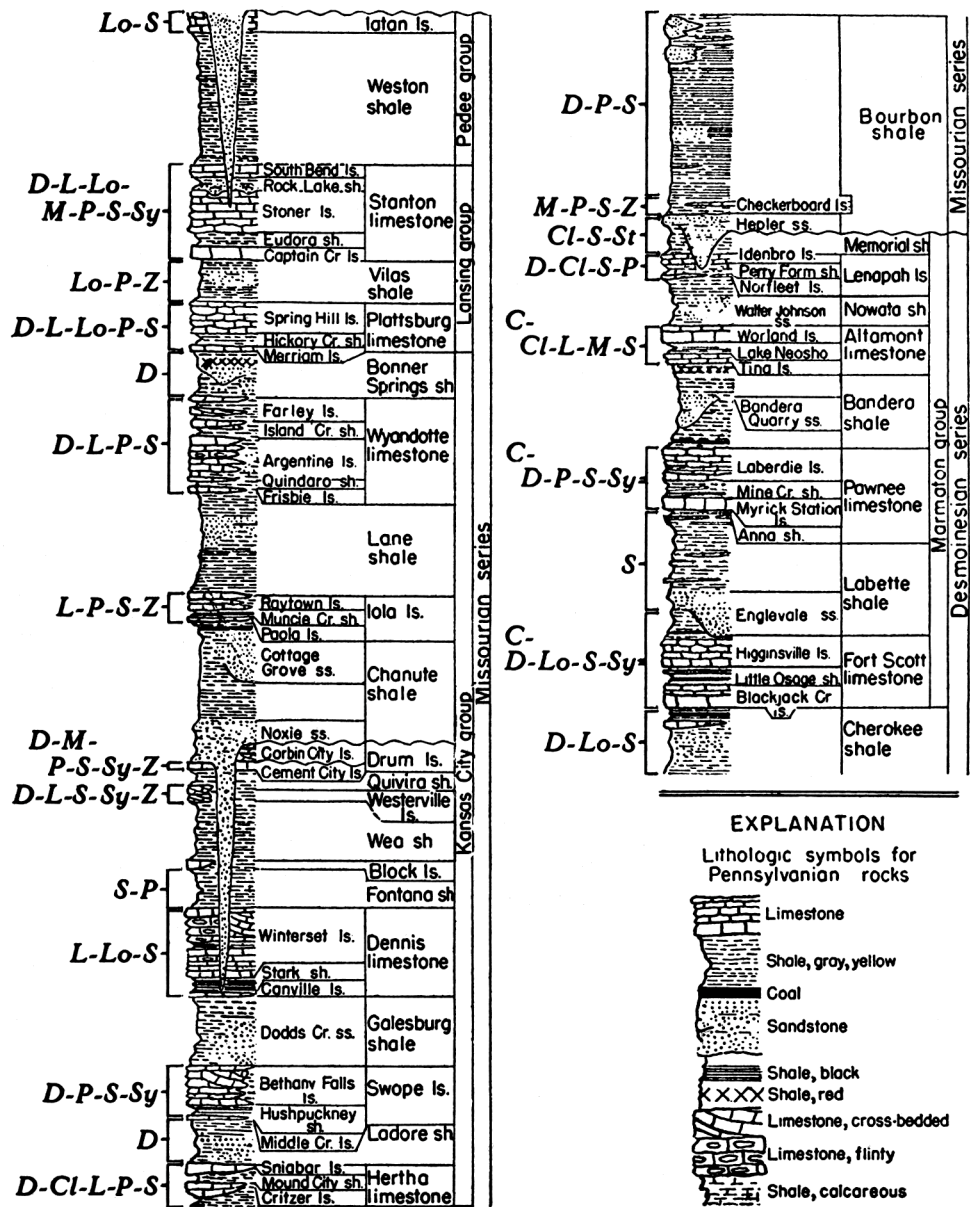 Lo-S
Iatan ls.
Weston
shale
Pedee group
D-L-Lo-
M-P-S-Sy
South Bend ls.
Rock Lake sh.
Stoner ls.
Eudora sh.
Captain Cr ls.
Stanton
limestone
Lo-P-Z
Vilas
shale
Lansing group
D-L-Lo-P-S
Spring Hill ls.
Hickory Cr. sh.
Merriam ls.
Plattsburg
limestone
D
Bonner
Springs sh
D-L-P-S
Farley ls.
Island Cr. sh.
Argentine ls.
Quindaro sh.
Frisbie ls.
Wyandotte
limestone
Lane
shale
L-P-S-Z
Raytown ls.
Muncie Cr. sh.
Paola ls.
Iola ls.
Cottage
Grove ss.
Chanute
shale
Noxie ss.
D-M-
P-S-Sy-Z
Corbin City ls.
Cement City ls
Drum ls.
Quivira sh.
D-L-S-Sy-Z
Westerville
ls.
Wea sh
S-P
Block ls.
Fontana sh
L-Lo-S
Winterset ls.
Stark sh.
Canville ls.
Dennis
limestone
Dodds Cr. ss.
Galesburg
shale
D-P-S-Sy
Bethany Falls
ls.
Hushpuckney
sh.
Swope ls.
D
Middle Cr. ls.
Ladore sh
D-Cl-L-P-S
Sniabar ls.
Mound City sh.
Critzer ls.
Hertha
limestone
Kansas City group
Missourian series
D-P-S
Bourbon
shale
Missourian series
M-P-S-Z
Checkerboard ls
Cl-S-St
Hepler ss.
Memorial sh
D-Cl-S-P
Idenbro ls.
Perry Farm sh
Norfleet ls.
Lenapah ls
Walter Johnson
ss
Nowata sh
C-
Cl-L-M-S
Worland ls.
Lake Neosho
Tina ls.
Altamont
limestone
Bandera
Quarry ss.
Bandera
shale
C-
D-P-S-Sy
Laberdie ls.
Mine Cr. sh.
Myrick Station
ls
Anna sh.
Pawnee
limestone
S
Labette
shale
Englevale ss.
C-
D-Lo-S-Sy
Higginsville ls.
Little Osage sh.
Blackjack Cr
ls.
Fort Scott
limestone
D-Lo-S
Cherokee
shale
Marmaton group
Desmoinesian series
EXPLANATION
Lithologic symbols for
Pennsylvanian rocks
Limestone
Shale, gray, yellow
Coal
Sandstone
Shale, black
Shale, red
Limestone, cross-bedded
Limestone, flinty
Shale, calcareous